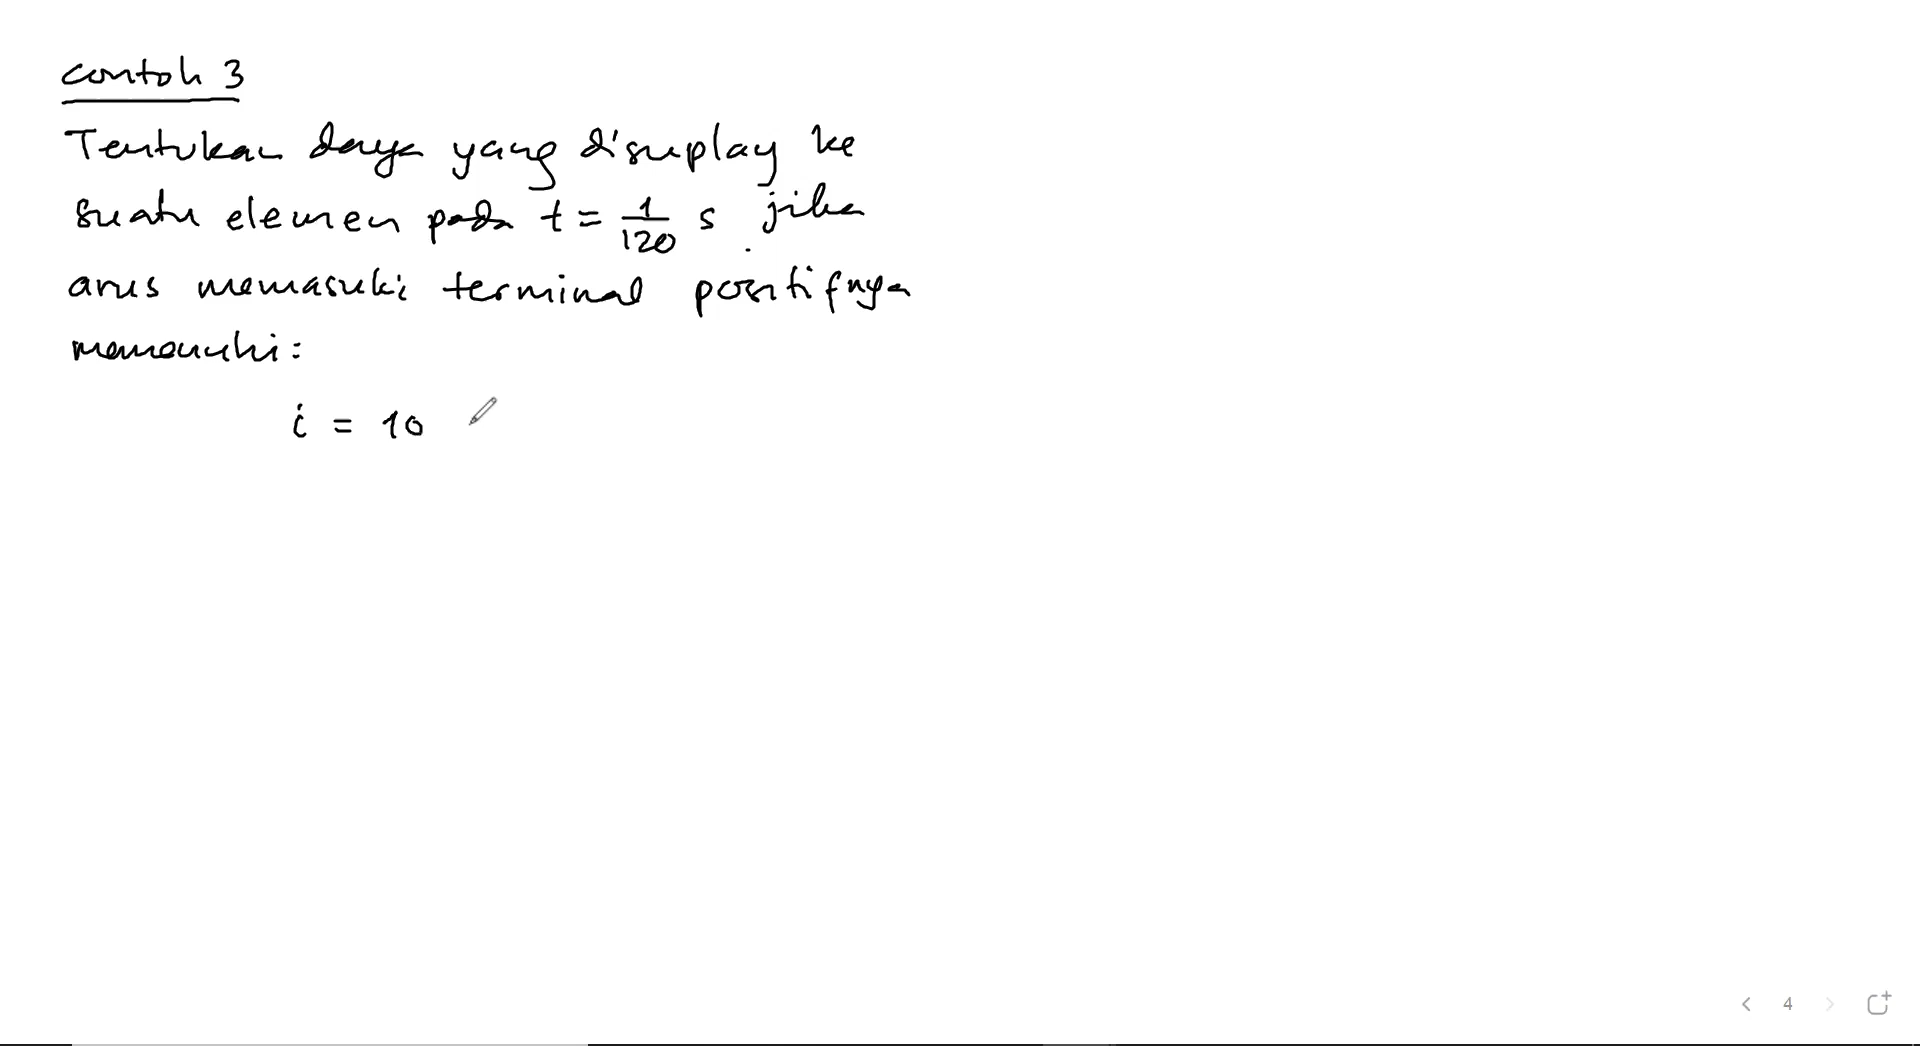 Contoh 3
Tentukan daya yang disuplay ke
suatu elemen pada t = 1/120 s jika
arus memasuki terminal positifnya
memenuhi:
i = 10
4